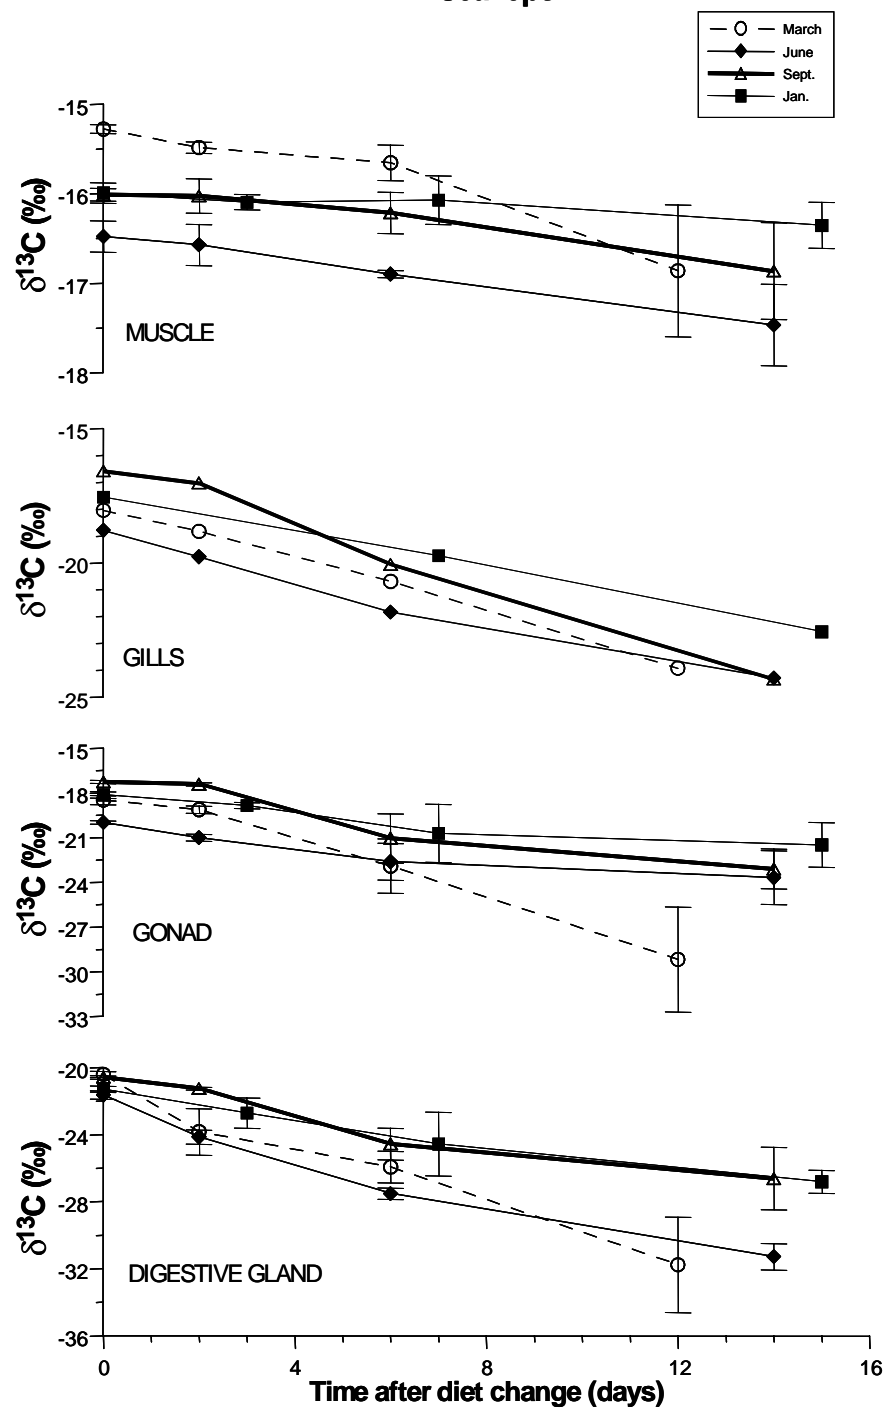 March
June
Sept.
Jan.
-15
-16
-17
-18
δ13C (‰)
MUSCLE
-15
-20
-25
δ13C (‰)
GILLS
-15
-18
-21
-24
-27
-30
-33
δ13C (‰)
GONAD
-20
-24
-28
-32
-36
δ13C (‰)
DIGESTIVE GLAND
0 4 8 12 16
Time after diet change (days)